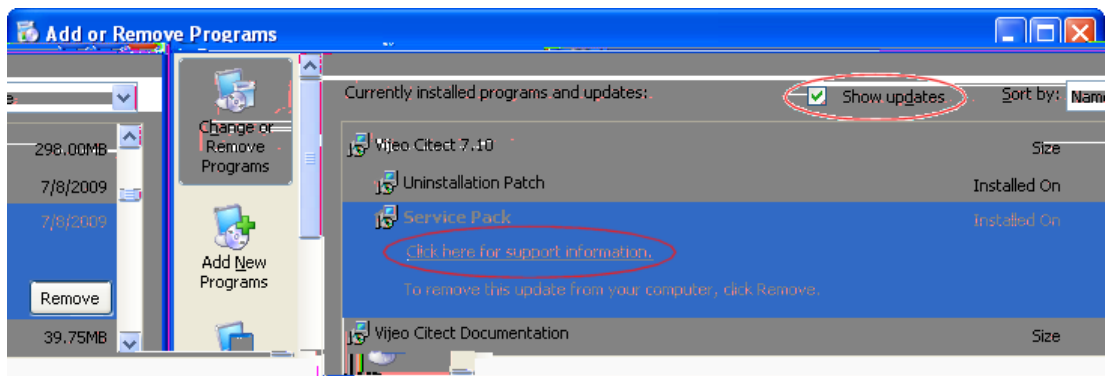 Add or Remove Programs
Currently installed programs and updates:
Show updates
Sort by:
Change or
Remove
Programs
Add New
Programs
Vijeo Citect 7.10
Size
298.00MB
Uninstallation Patch
Installed On
7/8/2009
Service Pack
Installed On
7/8/2009
Click here for support information.
To remove this update from your computer, click Remove.
Remove
Vijeo Citect Documentation
Size
39.75MB